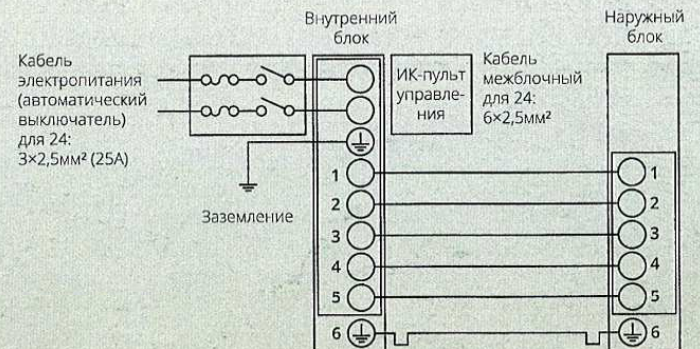 Внутренний
блок
Наружный
блок
Кабель
электропитания
(автоматический
выключатель)
для 24:
3×2,5мм² (25А)
ИК-пульт
управле-
ния
Кабель
межблочный
для 24:
6×2,5мм²
Заземление
1
2
3
4
5
6
1
2
3
4
5
6